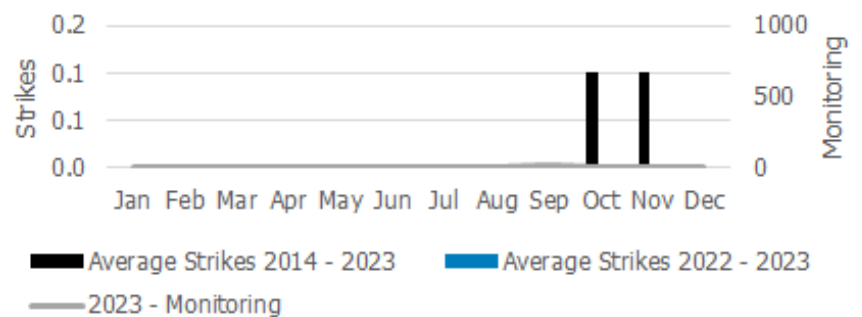 0.2 1000
0.1
500
0.1
0.0 0
Strikes
Monitoring
Jan Feb Mar Apr May Jun Jul Aug Sep Oct Nov Dec
Average Strikes 2014 - 2023 Average Strikes 2022 - 2023
2023 - Monitoring